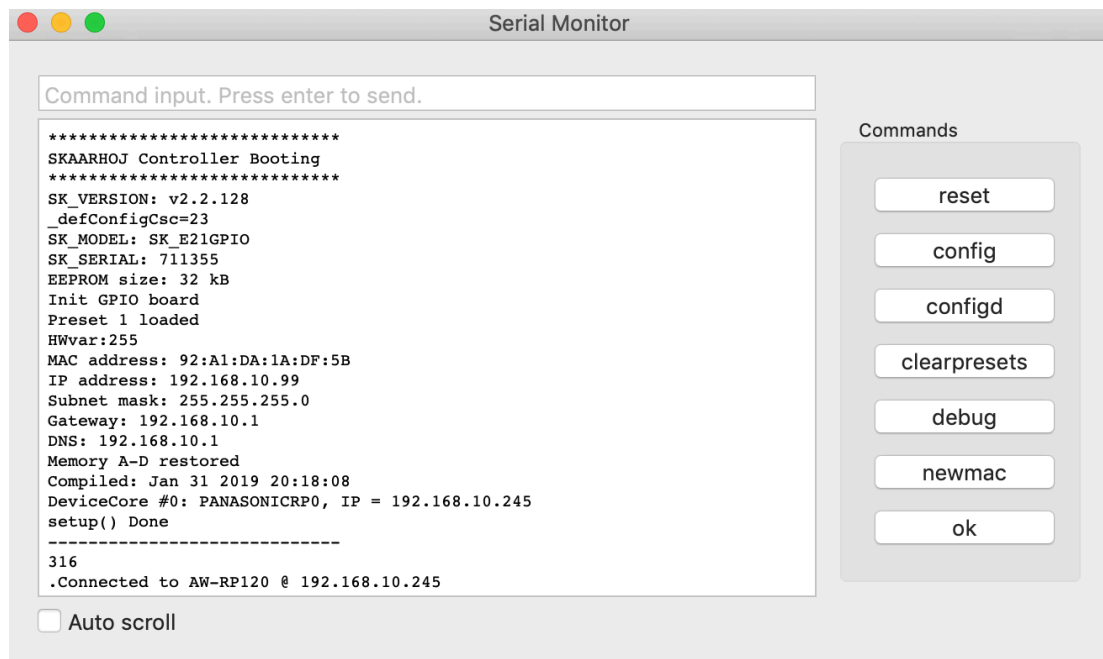 Serial Monitor
Command input. Press enter to send.
*****************************
SKAARHOJ Controller Booting
*****************************
SK_VERSION: v2.2.128
_defConfigCsc=23
SK_MODEL: SK_E21GPIO
SK_SERIAL: 711355
EEPROM size: 32 kB
Init GPIO board
Preset 1 loaded
HWvar:255
MAC address: 92:A1:DA:1A:DF:5B
IP address: 192.168.10.99
Subnet mask: 255.255.255.0
Gateway: 192.168.10.1
DNS: 192.168.10.1
Memory A-D restored
Compiled: Jan 31 2019 20:18:08
DeviceCore #0: PANASONICRP0, IP = 192.168.10.245
setup() Done
-----------------------------
316
.Connected to AW-RP120 @ 192.168.10.245
Auto scroll
Commands
reset
config
configd
clearpresets
debug
newmac
ok